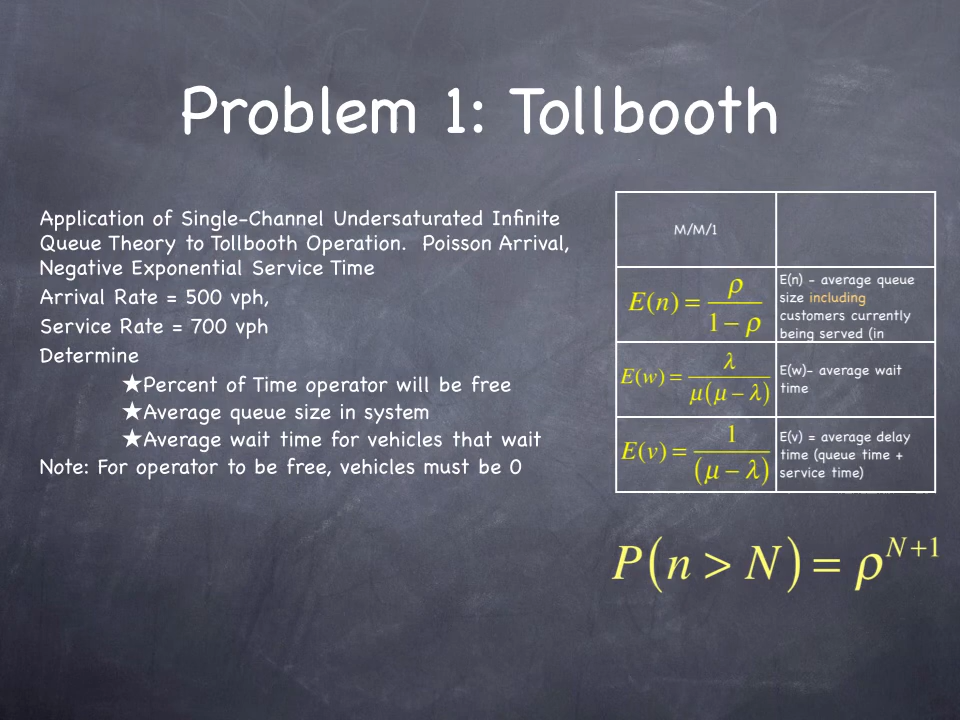 Problem 1: Tollbooth
Application of Single-Channel Undersaturated Infinite
Queue Theory to Tollbooth Operation. Poisson Arrival,
Negative Exponential Service Time
Arrival Rate = 500 vph,
Service Rate = 700 vph
Determine
★Percent of Time operator will be free
★Average queue size in system
★Average wait time for vehicles that wait
Note: For operator to be free, vehicles must be 0
M/M/1
E(n) = ρ / (1 − ρ)
E(n) - average queue
size including
customers currently
being served (in
E(w) = λ / μ(μ − λ)
E(w)- average wait
time
E(v) = 1 / (μ − λ)
E(v) = average delay
time (queue time +
service time)
P(n > N) = ρ^(N+1)